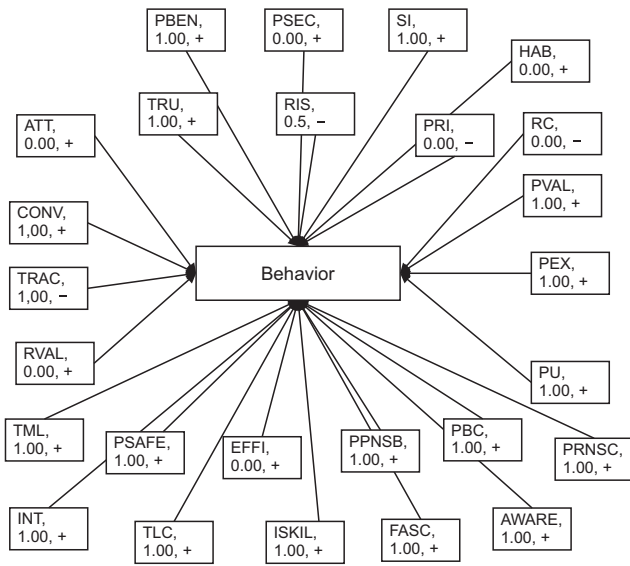 PBEN,
1.00, +
PSEC,
0.00, +
SI,
1.00, +
HAB,
0.00, +
TRU,
1.00, +
RIS,
0.5, −
PRI,
0.00, −
RC,
0.00, −
ATT,
0.00, +
PVAL,
1.00, +
CONV,
1,00, +
TRAC,
1,00, −
Behavior
PEX,
1.00, +
RVAL,
0.00, +
PU,
1.00, +
TML,
1.00, +
PSAFE,
1.00, +
EFFI,
0.00, +
PPNSB,
1.00, +
PBC,
1.00, +
PRNSC,
1.00, +
INT,
1.00, +
TLC,
1.00, +
ISKIL,
1.00, +
FASC,
1.00, +
AWARE,
1.00, +